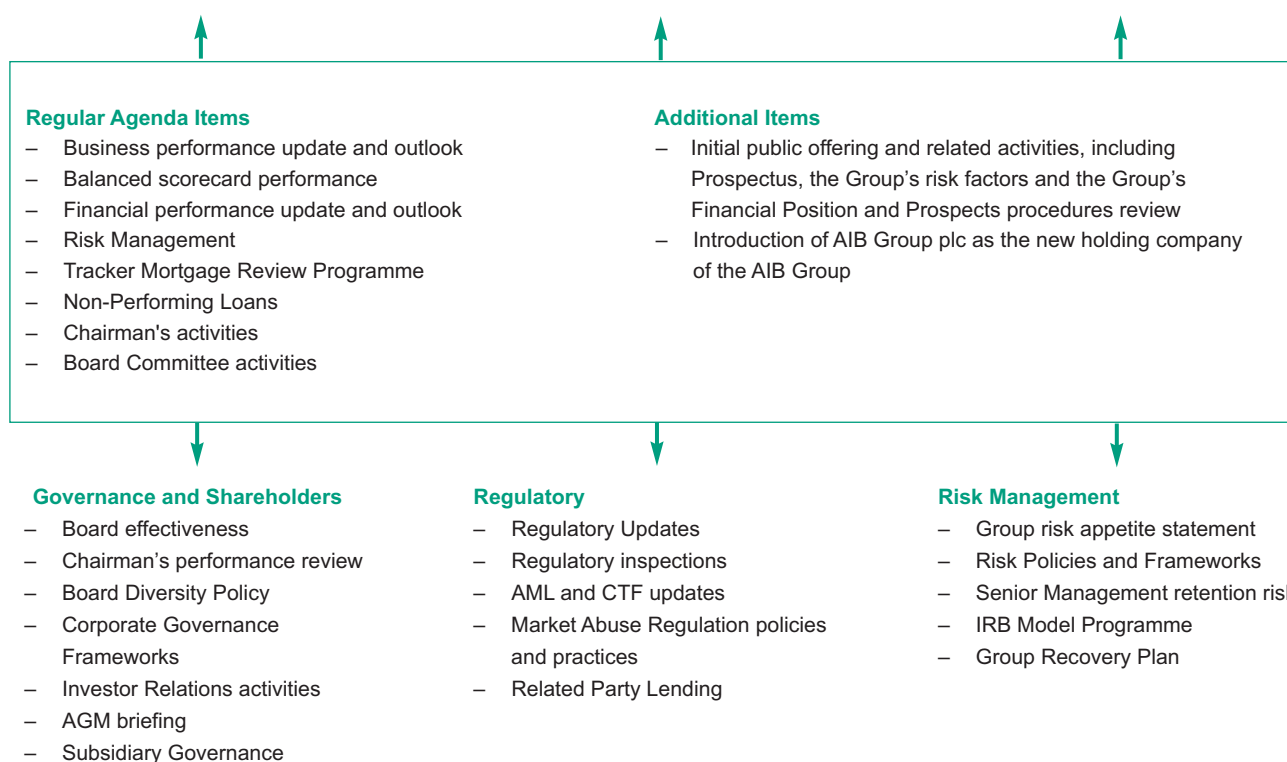 Regular Agenda Items
– Business performance update and outlook
– Balanced scorecard performance
– Financial performance update and outlook
– Risk Management
– Tracker Mortgage Review Programme
– Non-Performing Loans
– Chairman's activities
– Board Committee activities
Additional Items
– Initial public offering and related activities, including
Prospectus, the Group’s risk factors and the Group’s
Financial Position and Prospects procedures review
– Introduction of AIB Group plc as the new holding company
of the AIB Group
Governance and Shareholders
– Board effectiveness
– Chairman’s performance review
– Board Diversity Policy
– Corporate Governance
Frameworks
– Investor Relations activities
– AGM briefing
– Subsidiary Governance
Regulatory
– Regulatory Updates
– Regulatory inspections
– AML and CTF updates
– Market Abuse Regulation policies
and practices
– Related Party Lending
Risk Management
– Group risk appetite statement
– Risk Policies and Frameworks
– Senior Management retention risk
– IRB Model Programme
– Group Recovery Plan